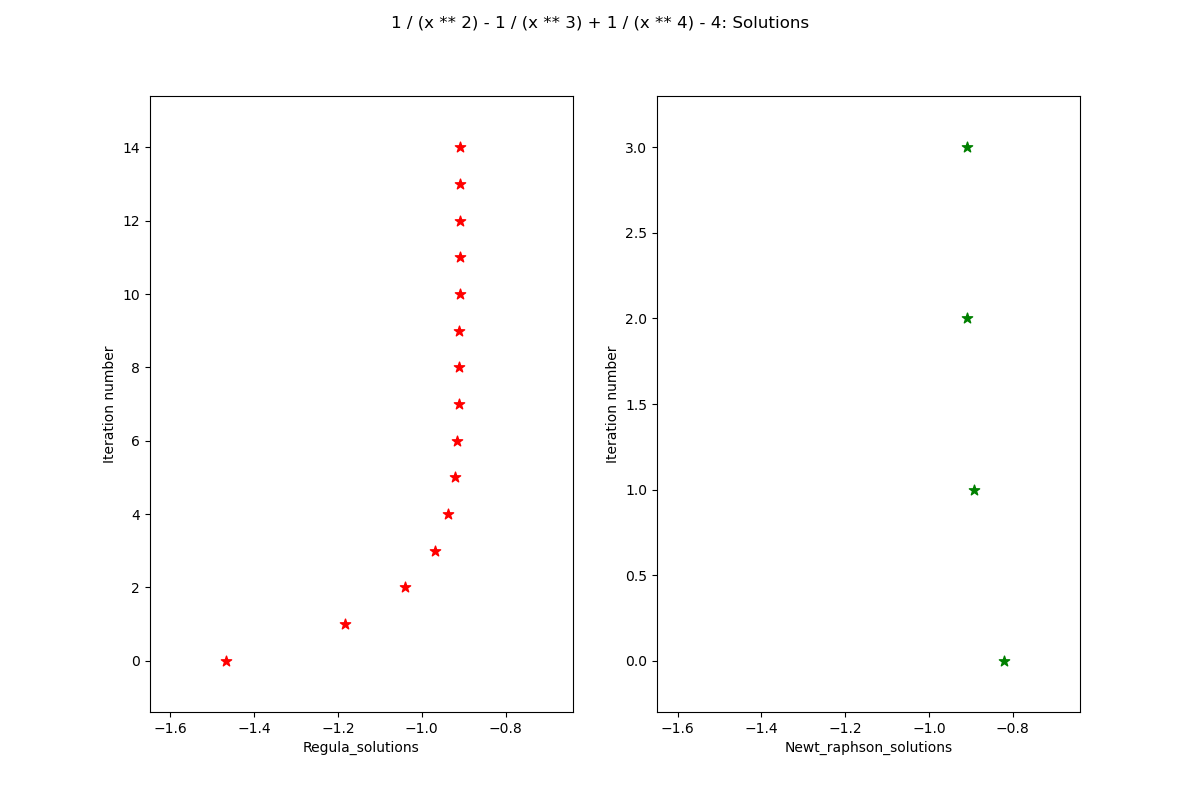 1 / (x ** 2) - 1 / (x ** 3) + 1 / (x ** 4) - 4: Solutions
14
12
10
8
6
4
2
0
Iteration number
−1.6 −1.4 −1.2 −1.0 −0.8
Regula_solutions
3.0
2.5
2.0
1.5
1.0
0.5
0.0
Iteration number
−1.6 −1.4 −1.2 −1.0 −0.8
Newt_raphson_solutions